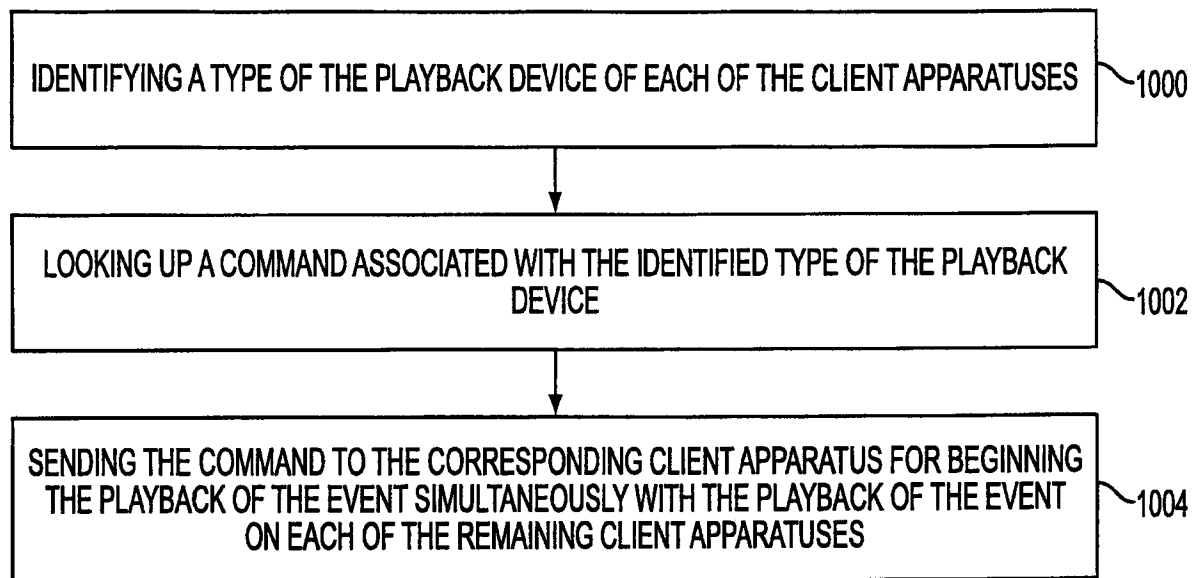 IDENTIFYING A TYPE OF THE PLAYBACK DEVICE OF EACH OF THE CLIENT APPARATUSES
1000
LOOKING UP A COMMAND ASSOCIATED WITH THE IDENTIFIED TYPE OF THE PLAYBACK
DEVICE
1002
SENDING THE COMMAND TO THE CORRESPONDING CLIENT APPARATUS FOR BEGINNING
THE PLAYBACK OF THE EVENT SIMULTANEOUSLY WITH THE PLAYBACK OF THE EVENT
ON EACH OF THE REMAINING CLIENT APPARATUSES
1004